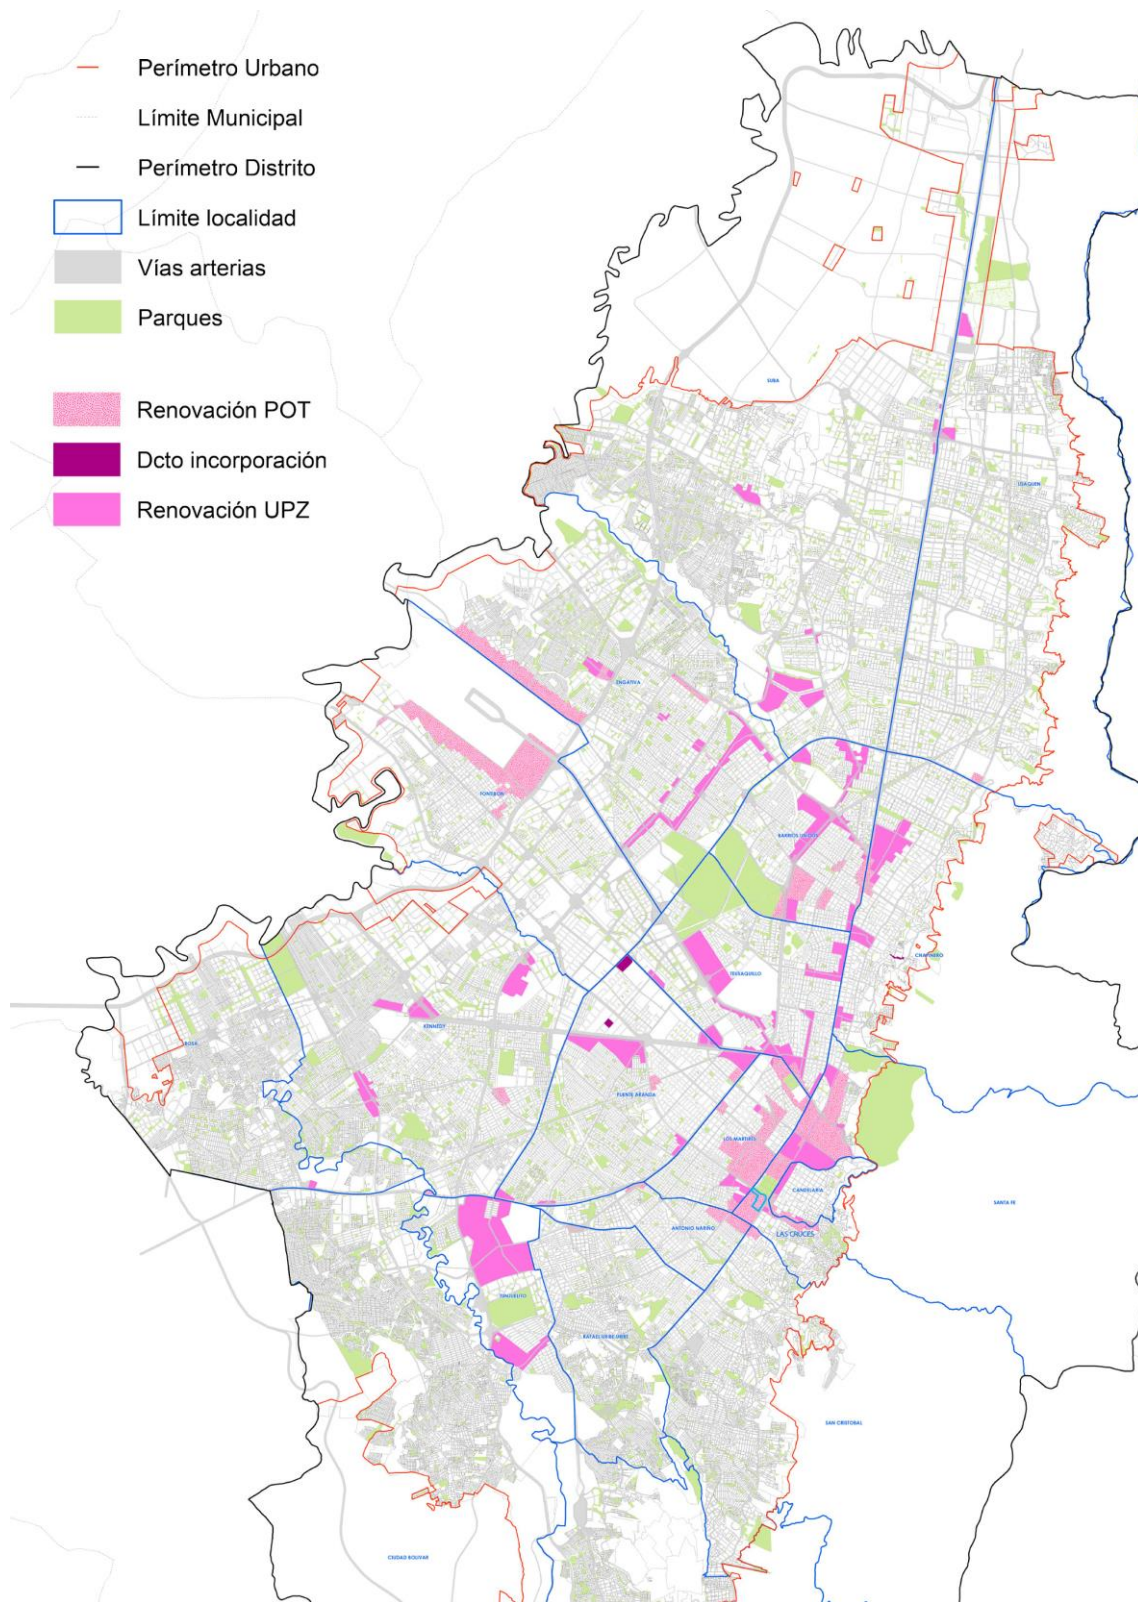 Perímetro Urbano
Límite Municipal
Perímetro Distrito
Límite localidad
Vías arterias
Parques
Renovación POT
Dcto incorporación
Renovación UPZ
SUBA
USAQUEN
ENGATIVA
FONTIBON
BARRIOS UNIDOS
CHAPINERO
TEUSAQUILLO
KENNEDY
BOSA
PUENTE ARANDA
LOS MARTIRES
CANDELARIA
SANTA FE
ANTONIO NARIÑO
LAS CRUCES
TUNJUELITO
RAFAEL URIBE URIBE
SAN CRISTOBAL
CIUDAD BOLIVAR